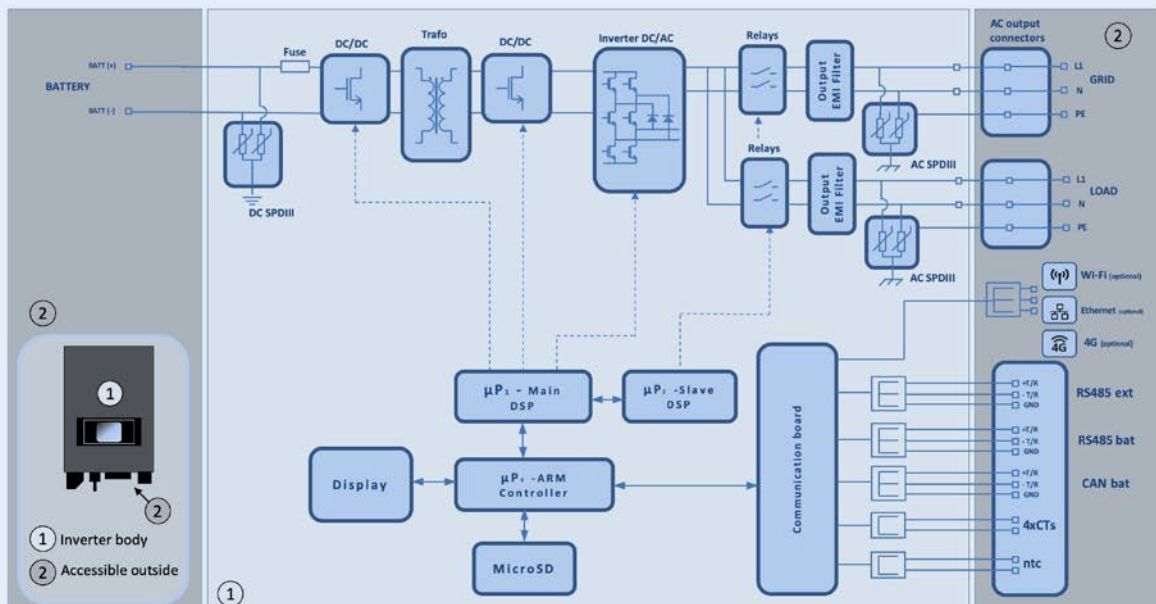 BATTERY
BATT (+)
BATT (-)
DC SPDIII
Fuse
DC/DC
Trafo
DC/DC
Inverter DC/AC
Relays
Output
EMI Filter
AC SPDIII
Relays
Output
EMI Filter
AC SPDIII
AC output
connectors
2
L1
GRID
N
PE
L1
LOAD
N
PE
Wi-Fi (optional)
Ethernet (optional)
4G
4G (optional)
+T/R
- T/R
GND
RS485 ext
+T/R
- T/R
GND
RS485 bat
+T/R
- T/R
GND
CAN bat
4xCTs
ntc
Communication board
μP₁ - Main
DSP
μP₂ -Slave
DSP
-ARM
Controller
Display
MicroSD
1
2
1
2
1 Inverter body
2 Accessible outside